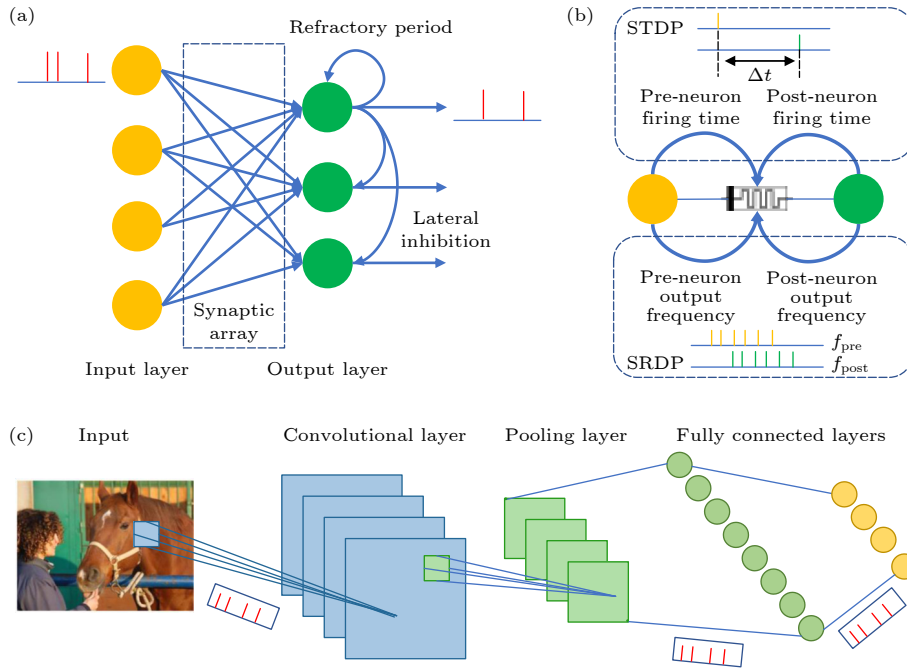 (a)
Refractory period
Lateral
inhibition
Synaptic
array
Input layer
Output layer
(b)
STDP
Δt
Pre-neuron
firing time
Post-neuron
firing time
Pre-neuron
output
frequency
Post-neuron
output
frequency
SRDP
f_pre
f_post
(c)
Input
Convolutional layer
Pooling layer
Fully connected layers